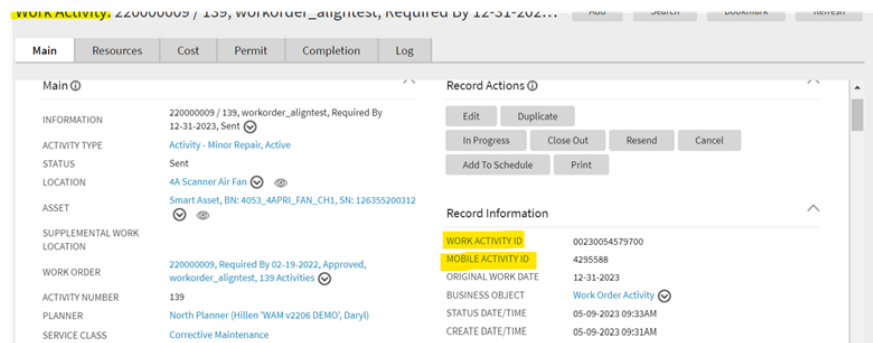 Work Activity: 220000009 / 139, workorder_aligntest, Required By 12-31-202...
Add Search Bookmark Refresh
Main Resources Cost Permit Completion Log
Main
INFORMATION 220000009 / 139, workorder_aligntest, Required By
12-31-2023, Sent
ACTIVITY TYPE Activity - Minor Repair, Active
STATUS Sent
LOCATION 4A Scanner Air Fan
ASSET Smart Asset, BN: 4053_4APRI_FAN_CH1, SN: 126355200312
SUPPLEMENTAL WORK
LOCATION
WORK ORDER 220000009, Required By 02-19-2022, Approved,
workorder_aligntest, 139 Activities
ACTIVITY NUMBER 139
PLANNER North Planner (Hillen 'WAM v2206 DEMO', Daryl)
SERVICE CLASS Corrective Maintenance
Record Actions
Edit Duplicate
In Progress Close Out Resend Cancel
Add To Schedule Print
Record Information
WORK ACTIVITY ID 00230054579700
MOBILE ACTIVITY ID 4295588
ORIGINAL WORK DATE 12-31-2023
BUSINESS OBJECT Work Order Activity
STATUS DATE/TIME 05-09-2023 09:33AM
CREATE DATE/TIME 05-09-2023 09:31AM